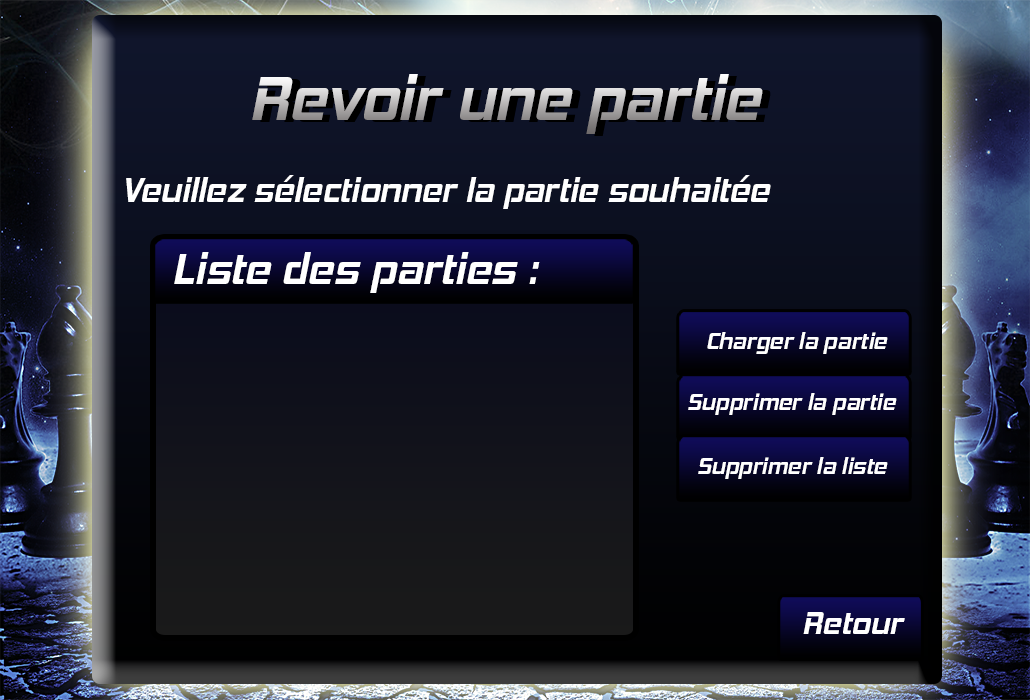 Revoir une partie
Veuillez sélectionner la partie souhaitée
Liste des parties :
Charger la partie
Supprimer la partie
Supprimer la liste
Retour